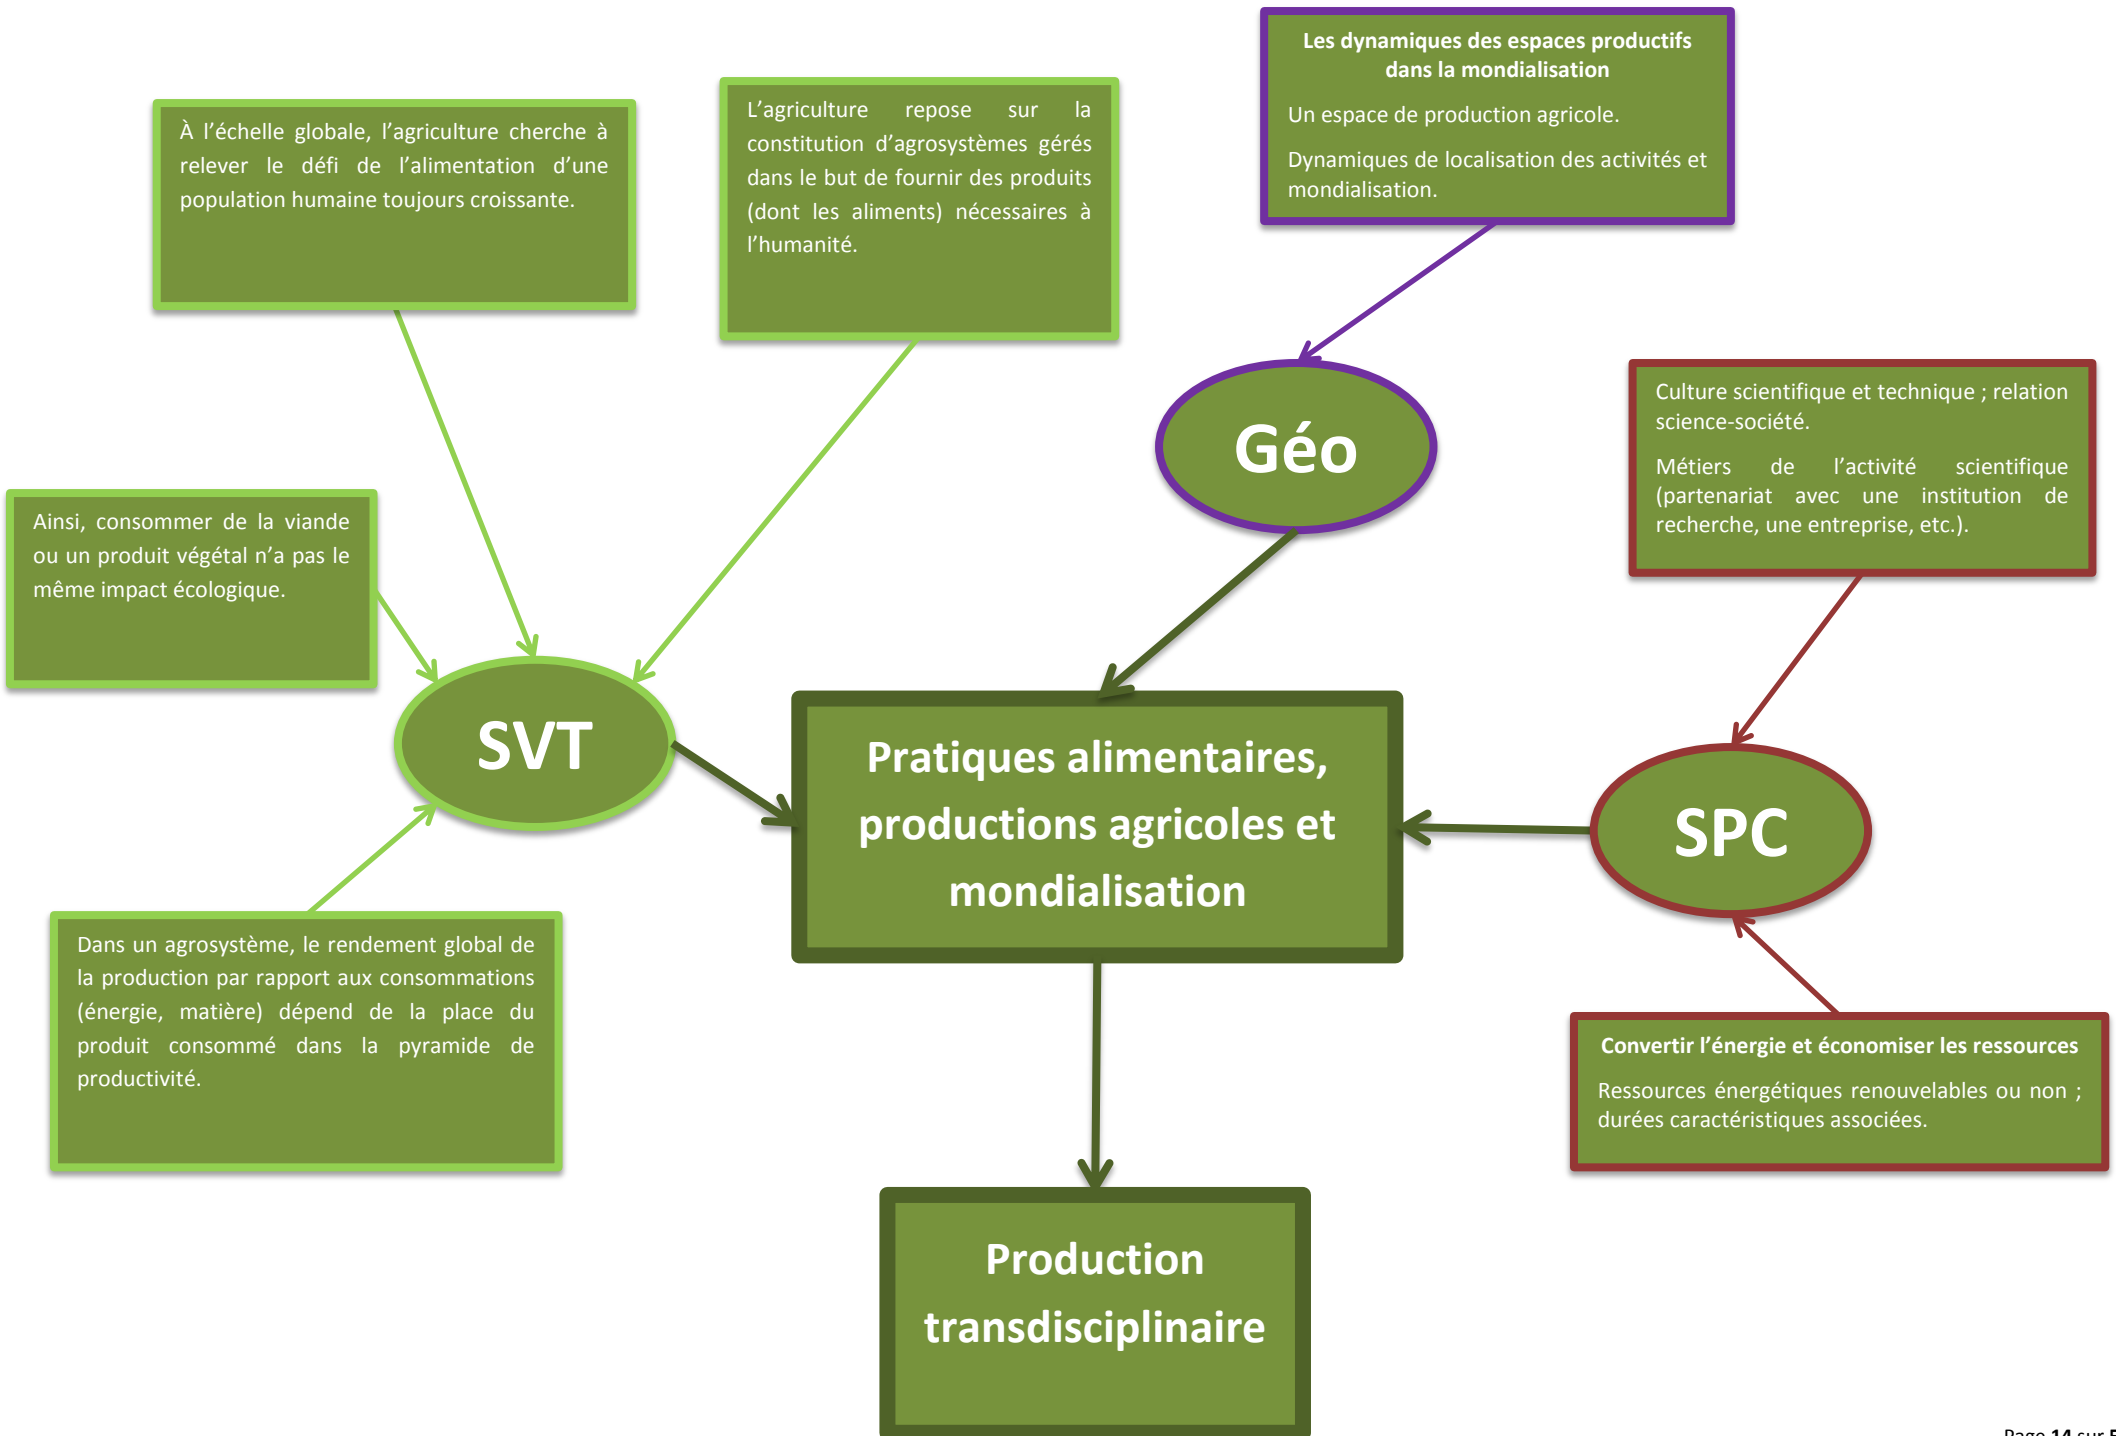 Les dynamiques des espaces productifs
dans la mondialisation
Un espace de production agricole.
Dynamiques de localisation des activités et
mondialisation.
À l’échelle globale, l’agriculture cherche à
relever le défi de l’alimentation d’une
population humaine toujours croissante.
L’agriculture repose sur la
constitution d’agrosystèmes gérés
dans le but de fournir des produits
(dont les aliments) nécessaires à
l’humanité.
Géo
Culture scientifique et technique ; relation
science-société.
Métiers de l’activité scientifique
(partenariat avec une institution de
recherche, une entreprise, etc.).
Ainsi, consommer de la viande
ou un produit végétal n’a pas le
même impact écologique.
SVT
Pratiques alimentaires,
productions agricoles et
mondialisation
SPC
Dans un agrosystème, le rendement global de
la production par rapport aux consommations
(énergie, matière) dépend de la place du
produit consommé dans la pyramide de
productivité.
Convertir l’énergie et économiser les ressources
Ressources énergétiques renouvelables ou non ;
durées caractéristiques associées.
Production
transdisciplinaire
Page 14 sur